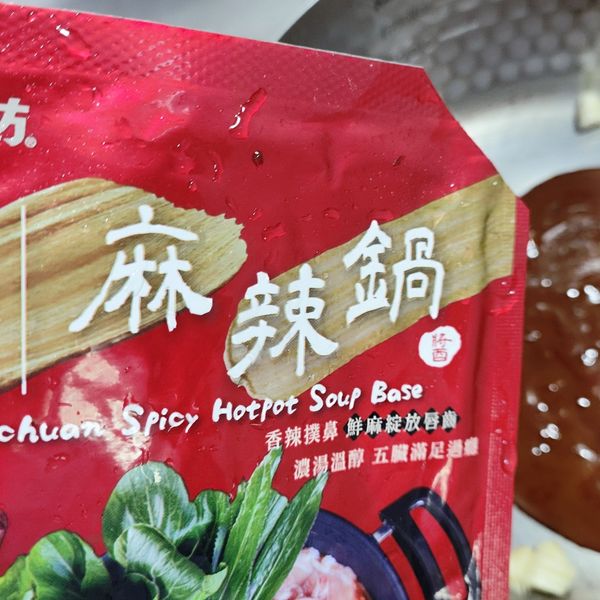 坊®
麻辣鍋
醬
chuan Spicy HotPot Soup Base
香辣撲鼻 鮮麻綻放唇齒
濃湯溫醇 五臟滿足過癮